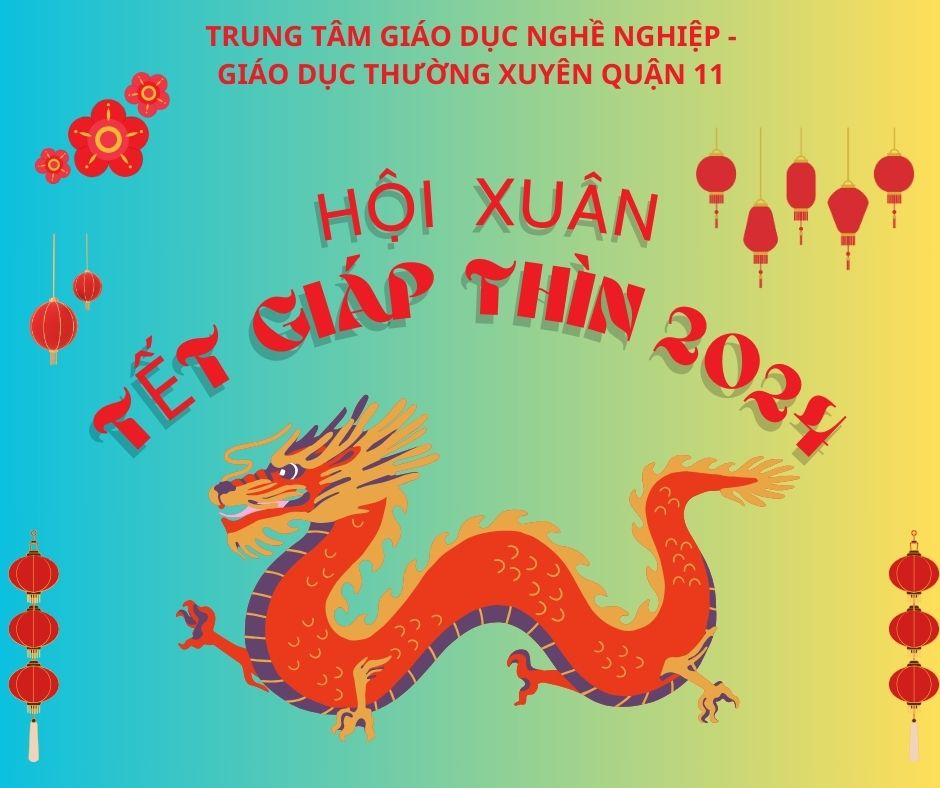 TRUNG TÂM GIÁO DỤC NGHỀ NGHIỆP -
GIÁO DỤC THƯỜNG XUYÊN QUẬN 11
HỘI XUÂN
TẾT GIÁP THÌN 2024